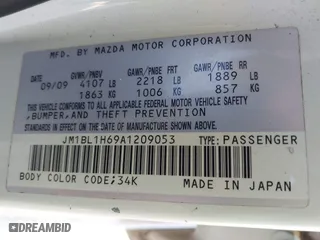 MFD. BY MAZDA MOTOR CORPORATION
GVWR/PNBV GAWR/PNBE FRT GAWR/PNBE RR
09/09 4107 LB 2218 LB 1889 LB
1863 KG 1006 KG 857 KG
THIS VEHICLE CONFORMS TO ALL APPLICABLE FEDERAL MOTOR VEHICLE SAFETY
, BUMPER, AND THEFT PREVENTION
STANDARDS IN EFFECT ON THE DATE OF MANUFACTURE SHOWN ABOVE.
JM1BL1H69A1209053 TYPE:PASSENGER
BODY COLOR CODE;34K MADE IN JAPAN
DREAMBID